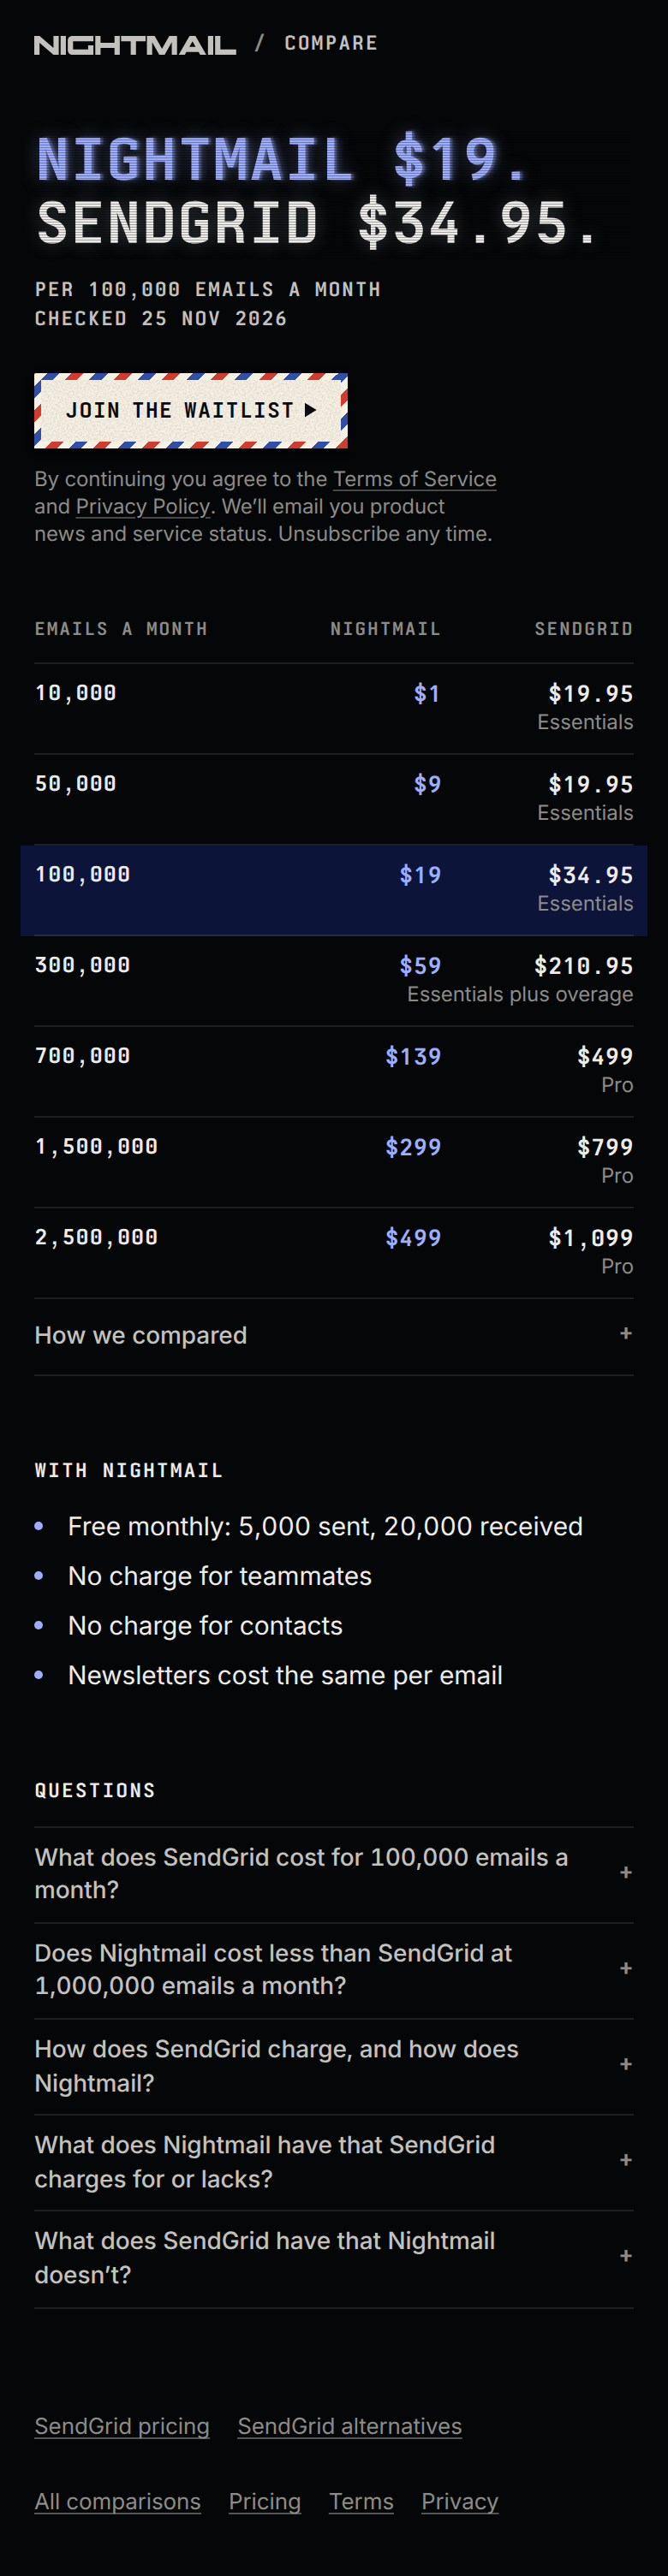 NIGHTMAIL / COMPARE
NIGHTMAIL $19.
SENDGRID $34.95.
PER 100,000 EMAILS A MONTH
CHECKED 25 NOV 2026
JOIN THE WAITLIST
By continuing you agree to the Terms of Service
and Privacy Policy. We’ll email you product
news and service status. Unsubscribe any time.
EMAILS A MONTH NIGHTMAIL SENDGRID
10,000 $1 $19.95
Essentials
50,000 $9 $19.95
Essentials
100,000 $19 $34.95
Essentials
300,000 $59 $210.95
Essentials plus overage
700,000 $139 $499
Pro
1,500,000 $299 $799
Pro
2,500,000 $499 $1,099
Pro
How we compared +
WITH NIGHTMAIL
• Free monthly: 5,000 sent, 20,000 received
• No charge for teammates
• No charge for contacts
• Newsletters cost the same per email
QUESTIONS
What does SendGrid cost for 100,000 emails a
month? +
Does Nightmail cost less than SendGrid at
1,000,000 emails a month? +
How does SendGrid charge, and how does
Nightmail? +
What does Nightmail have that SendGrid
charges for or lacks? +
What does SendGrid have that Nightmail
doesn’t? +
SendGrid pricing SendGrid alternatives
All comparisons Pricing Terms Privacy